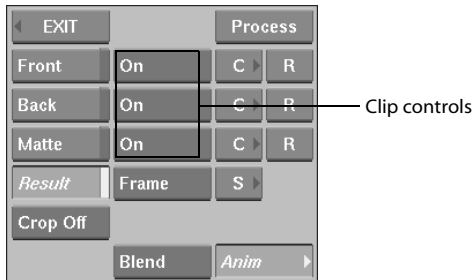 EXIT Process
Front On C R
Back On C R
Clip controls
Matte On C R
Result Frame S
Crop Off
Blend Anim